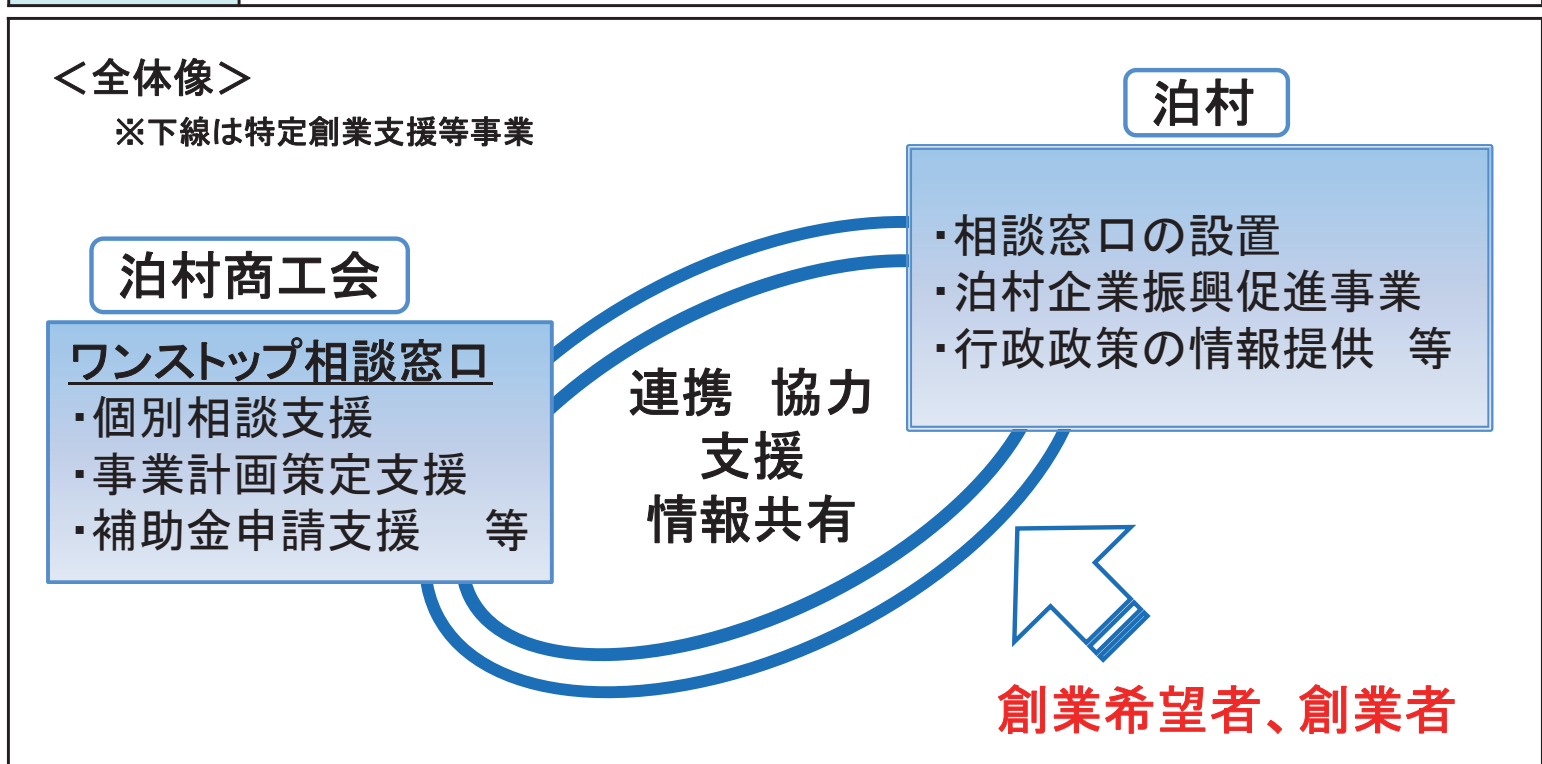 ＜全体像＞
※下線は特定創業支援等事業
泊村
・相談窓口の設置
・泊村企業振興促進事業
・行政政策の情報提供　等
泊村商工会
ワンストップ相談窓口
・個別相談支援
・事業計画策定支援
・補助金申請支援　等
連携　協力
支援
情報共有
創業希望者、創業者